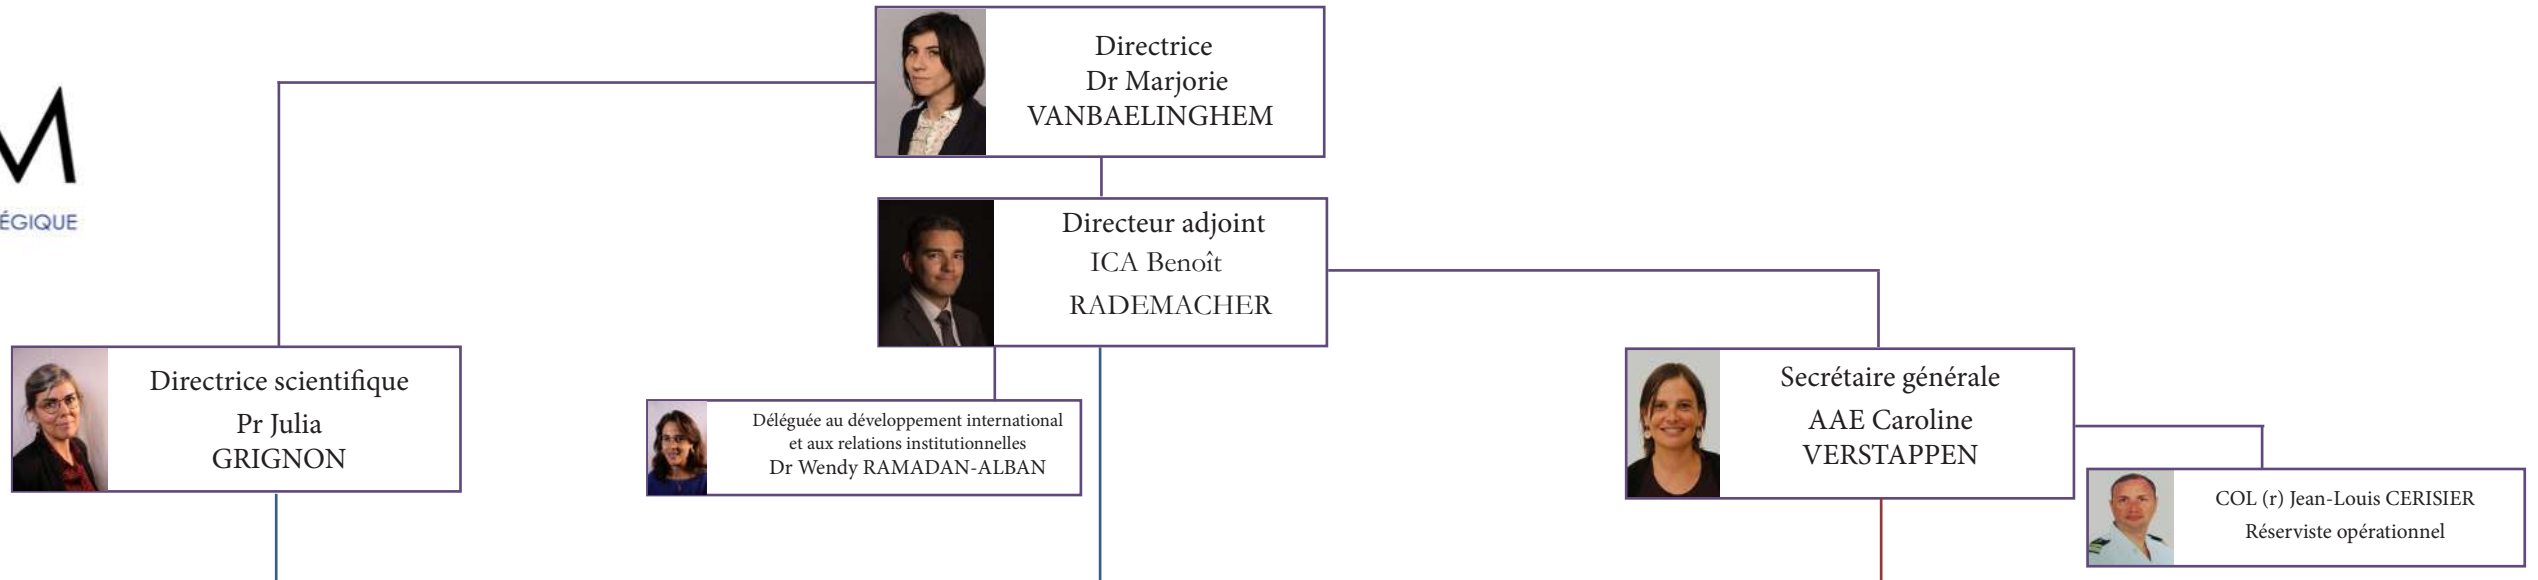 Directrice
Dr Marjorie
VANBAELINGHEM
M
ÉGIQUE
Directeur adjoint
ICA Benoît
RADEMACHER
Directrice scientifique
Pr Julia
GRIGNON
Déléguée au développement international
et aux relations institutionnelles
Dr Wendy RAMADAN-ALBAN
Secrétaire générale
AAE Caroline
VERSTAPPEN
COL (r) Jean-Louis CERISIER
Réserviste opérationnel